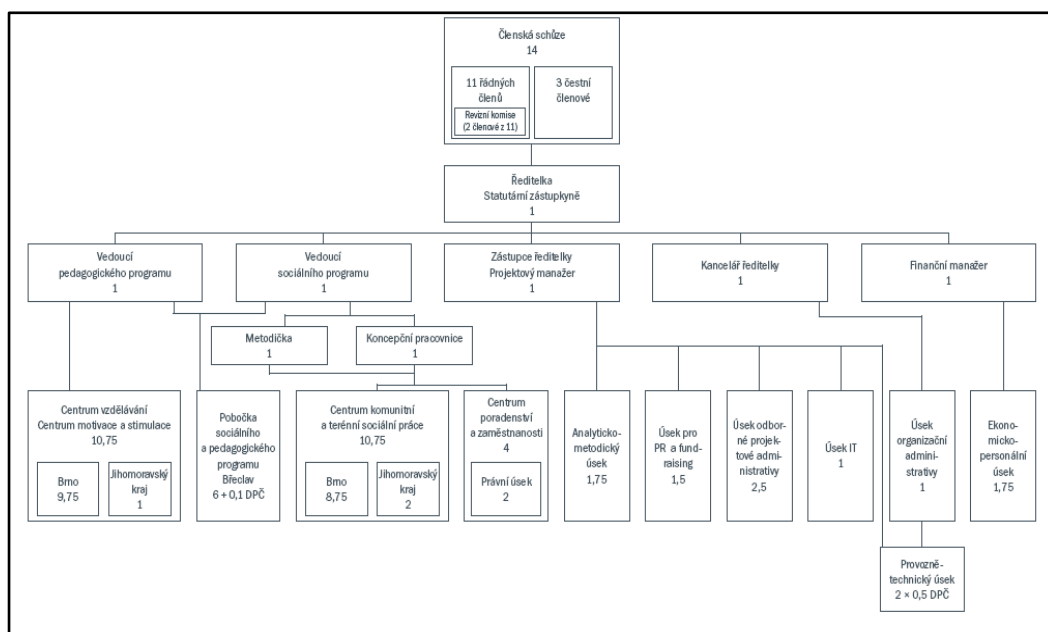 Členská schůze
14
11 řádných
členů
Revizní komise
(2 členové z 11)
3 čestní
členové
Ředitelka
Statutární zástupkyně
1
Vedoucí
pedagogického programu
1
Vedoucí
sociálního programu
1
Zástupce ředitelky
Projektový manažer
1
Kancelář ředitelky
1
Finanční manažer
1
Metodička
1
Koncepční pracovnice
1
Centrum vzdělávání
Centrum motivace a stimulace
10,75
Brno
9,75
Jihomoravský
kraj
1
Pobočka
sociálního
a pedagogického
programu
Břeclav
6 + 0,1 DPČ
Centrum komunitní
a terénní sociální práce
10,75
Brno
8,75
Jihomoravský
kraj
2
Centrum
poradenství
a zaměstnanosti
4
Právní úsek
2
Analyticko-
metodický
úsek
1,75
Úsek pro
PR a fund-
raising
1,5
Úsek odbor-
né projek-
tové admi-
nistrativy
2,5
Úsek IT
1
Úsek
organizační
admini-
strativy
1
Ekono-
micko-
personální
úsek
1,75
Provozně-
technický úsek
2 × 0,5 DPČ